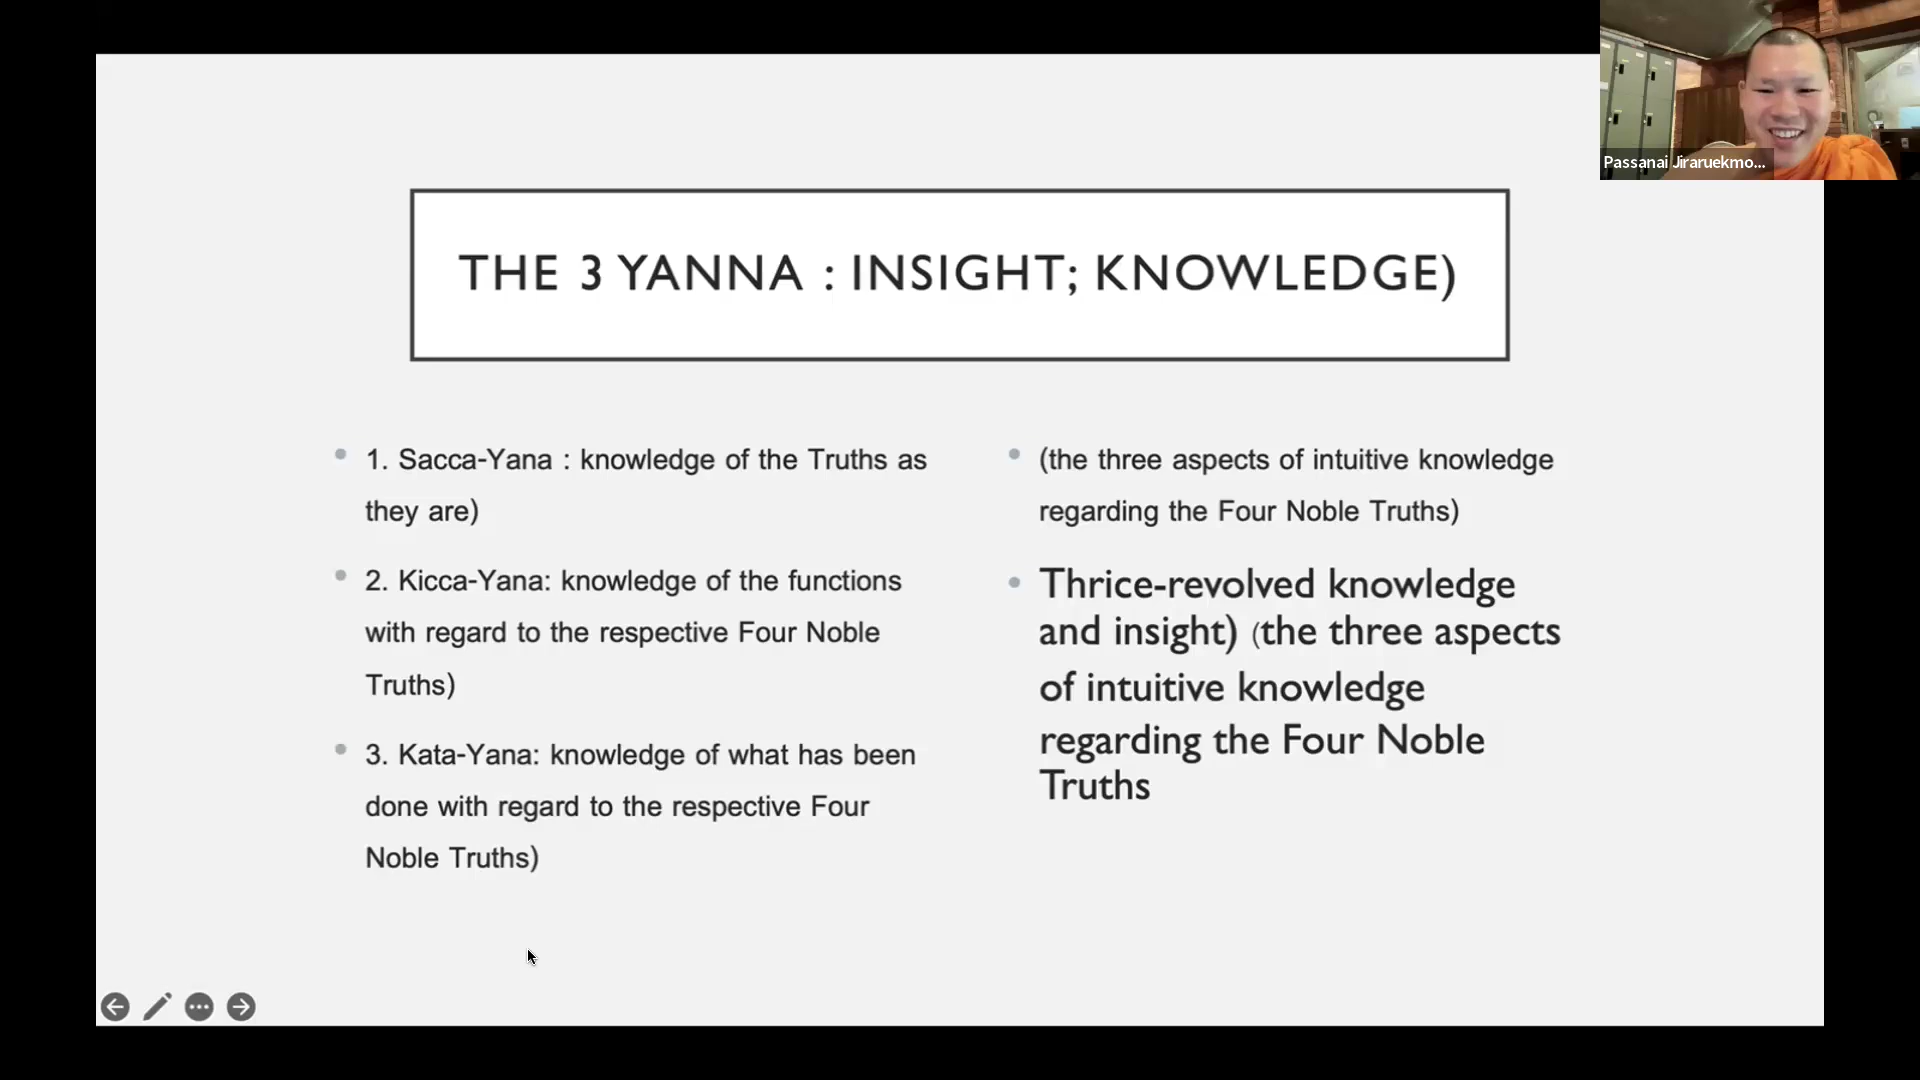 Passanai Jiraruekmo...
THE 3 YANNA : INSIGHT; KNOWLEDGE)
1. Sacca-Yana : knowledge of the Truths as
they are)
2. Kicca-Yana: knowledge of the functions
with regard to the respective Four Noble
Truths)
3. Kata-Yana: knowledge of what has been
done with regard to the respective Four
Noble Truths)
(the three aspects of intuitive knowledge
regarding the Four Noble Truths)
Thrice-revolved knowledge
and insight) (the three aspects
of intuitive knowledge
regarding the Four Noble
Truths